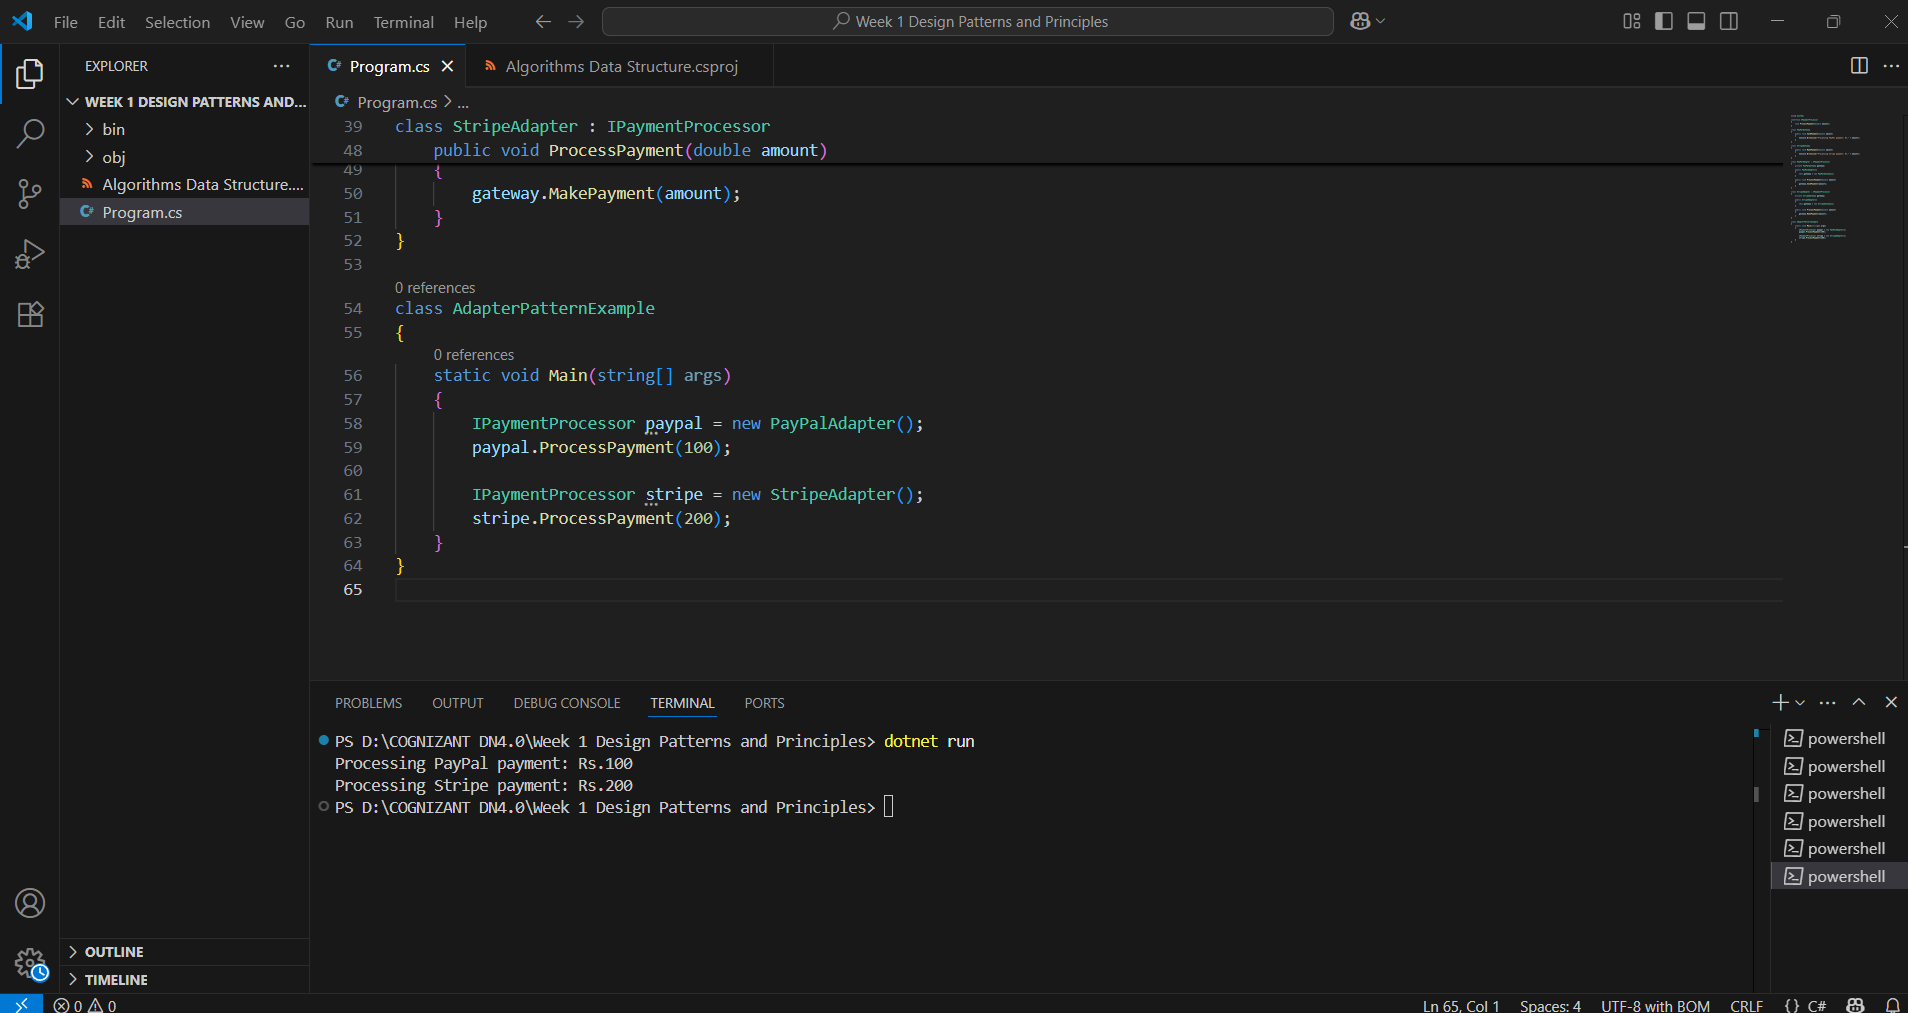 File Edit Selection View Go Run Terminal Help
Week 1 Design Patterns and Principles
EXPLORER
WEEK 1 DESIGN PATTERNS AND...
bin
obj
Algorithms Data Structure....
C# Program.cs
C# Program.cs
Algorithms Data Structure.csproj
C# Program.cs > ...
39 class StripeAdapter : IPaymentProcessor
48 public void ProcessPayment(double amount)
49 {
50 gateway.MakePayment(amount);
51 }
52 }
53
0 references
54 class AdapterPatternExample
55 {
0 references
56 static void Main(string[] args)
57 {
58 IPaymentProcessor paypal = new PayPalAdapter();
59 paypal.ProcessPayment(100);
60
61 IPaymentProcessor stripe = new StripeAdapter();
62 stripe.ProcessPayment(200);
63 }
64 }
65
PROBLEMS OUTPUT DEBUG CONSOLE TERMINAL PORTS
PS D:\COGNIZANT DN4.0\Week 1 Design Patterns and Principles> dotnet run
Processing PayPal payment: Rs.100
Processing Stripe payment: Rs.200
PS D:\COGNIZANT DN4.0\Week 1 Design Patterns and Principles>
powershell
powershell
powershell
powershell
powershell
powershell
OUTLINE
TIMELINE
0 0
Ln 65, Col 1 Spaces: 4 UTF-8 with BOM CRLF {} C#